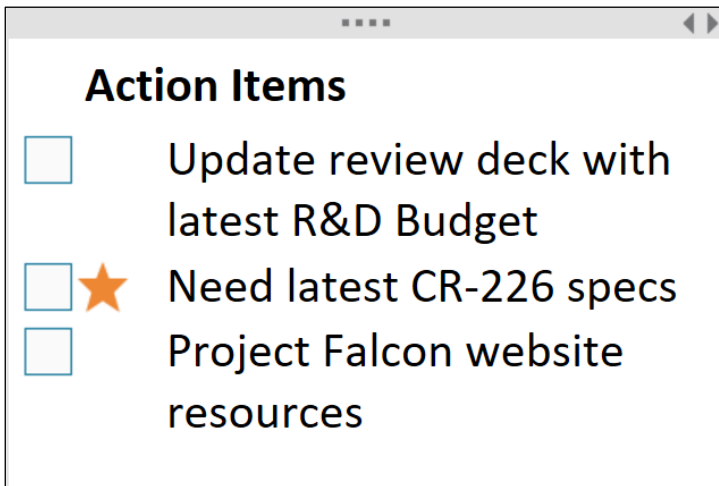 Action Items
Update review deck with
latest R&D Budget
Need latest CR-226 specs
Project Falcon website
resources